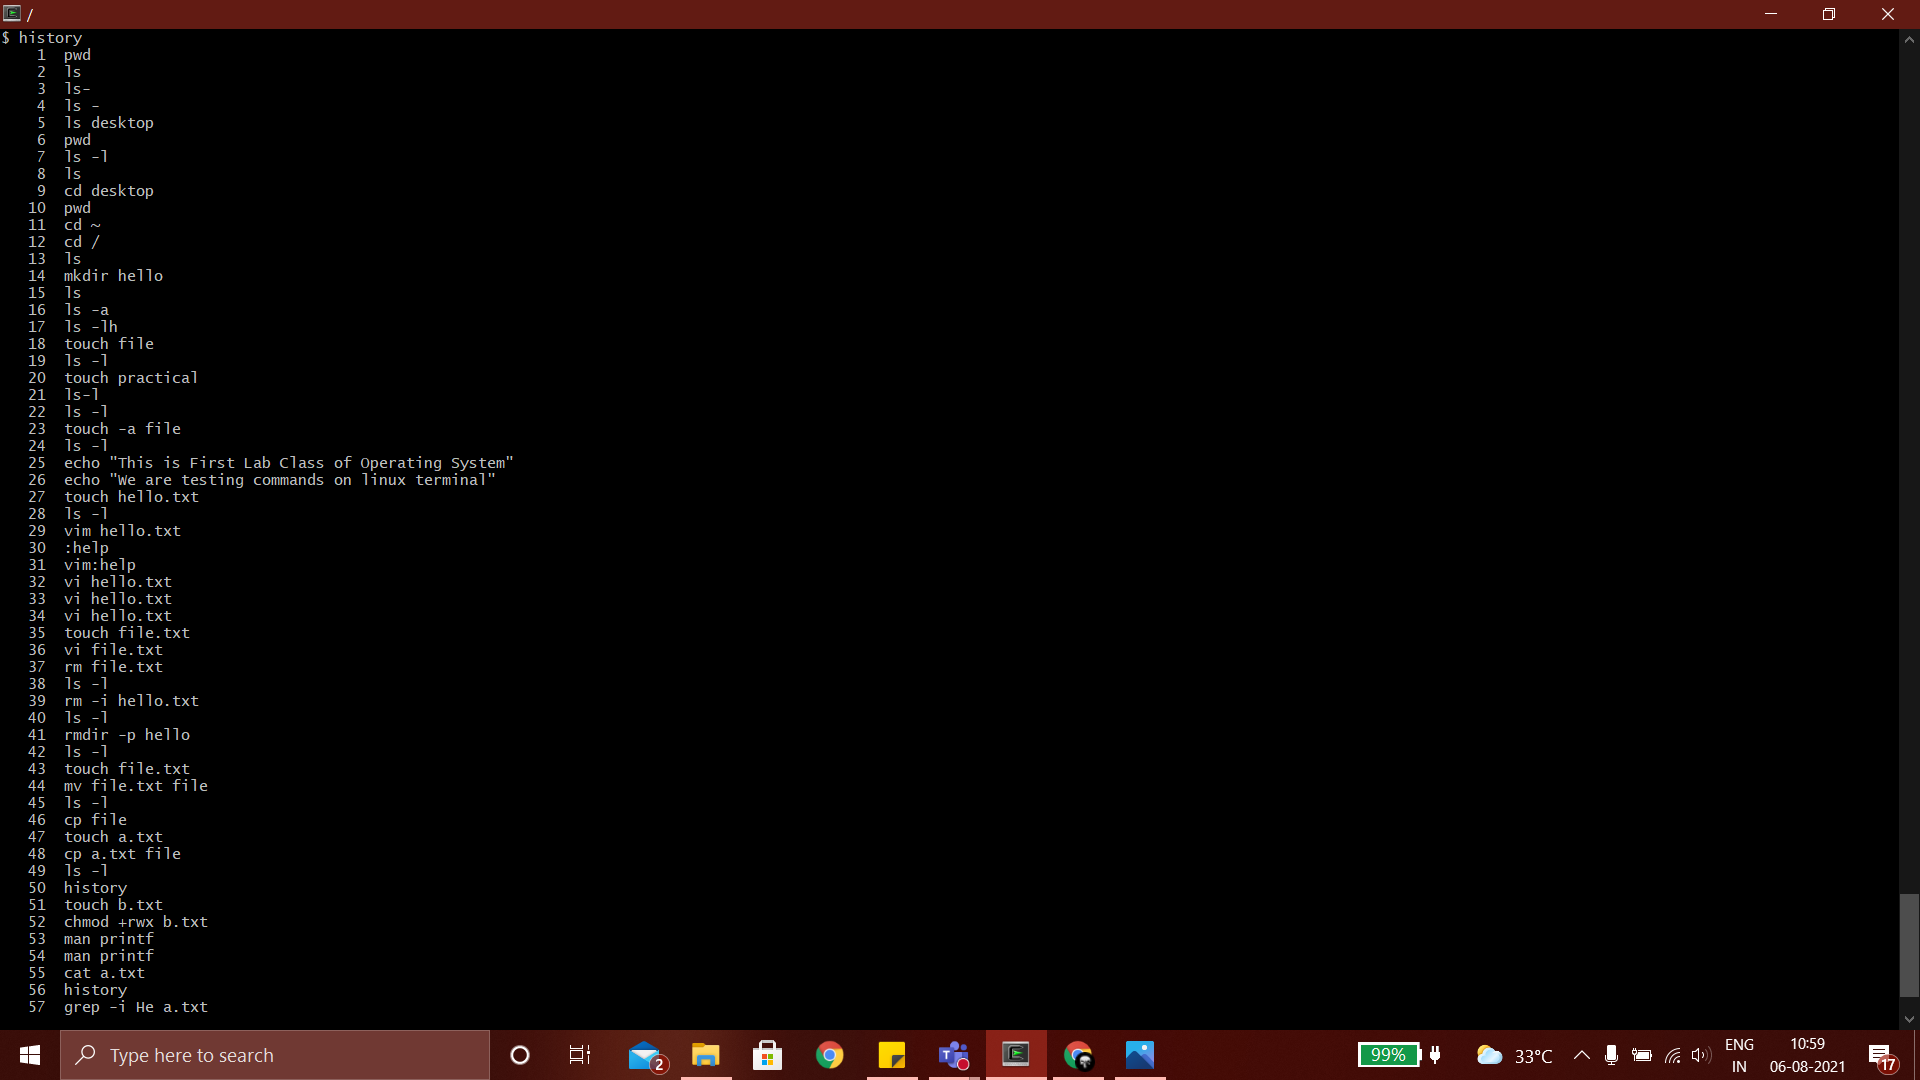 /
$ history
    1  pwd
    2  ls
    3  ls-
    4  ls -
    5  ls desktop
    6  pwd
    7  ls -l
    8  ls
    9  cd desktop
   10  pwd
   11  cd ~
   12  cd /
   13  ls
   14  mkdir hello
   15  ls
   16  ls -a
   17  ls -lh
   18  touch file
   19  ls -l
   20  touch practical
   21  ls-l
   22  ls -l
   23  touch -a file
   24  ls -l
   25  echo "This is First Lab Class of Operating System"
   26  echo "We are testing commands on linux terminal"
   27  touch hello.txt
   28  ls -l
   29  vim hello.txt
   30  :help
   31  vim:help
   32  vi hello.txt
   33  vi hello.txt
   34  vi hello.txt
   35  touch file.txt
   36  vi file.txt
   37  rm file.txt
   38  ls -l
   39  rm -i hello.txt
   40  ls -l
   41  rmdir -p hello
   42  ls -l
   43  touch file.txt
   44  mv file.txt file
   45  ls -l
   46  cp file
   47  touch a.txt
   48  cp a.txt file
   49  ls -l
   50  history
   51  touch b.txt
   52  chmod +rwx b.txt
   53  man printf
   54  man printf
   55  cat a.txt
   56  history
   57  grep -i He a.txt
Type here to search
2
99%
33°C
ENG
IN
10:59
06-08-2021
17